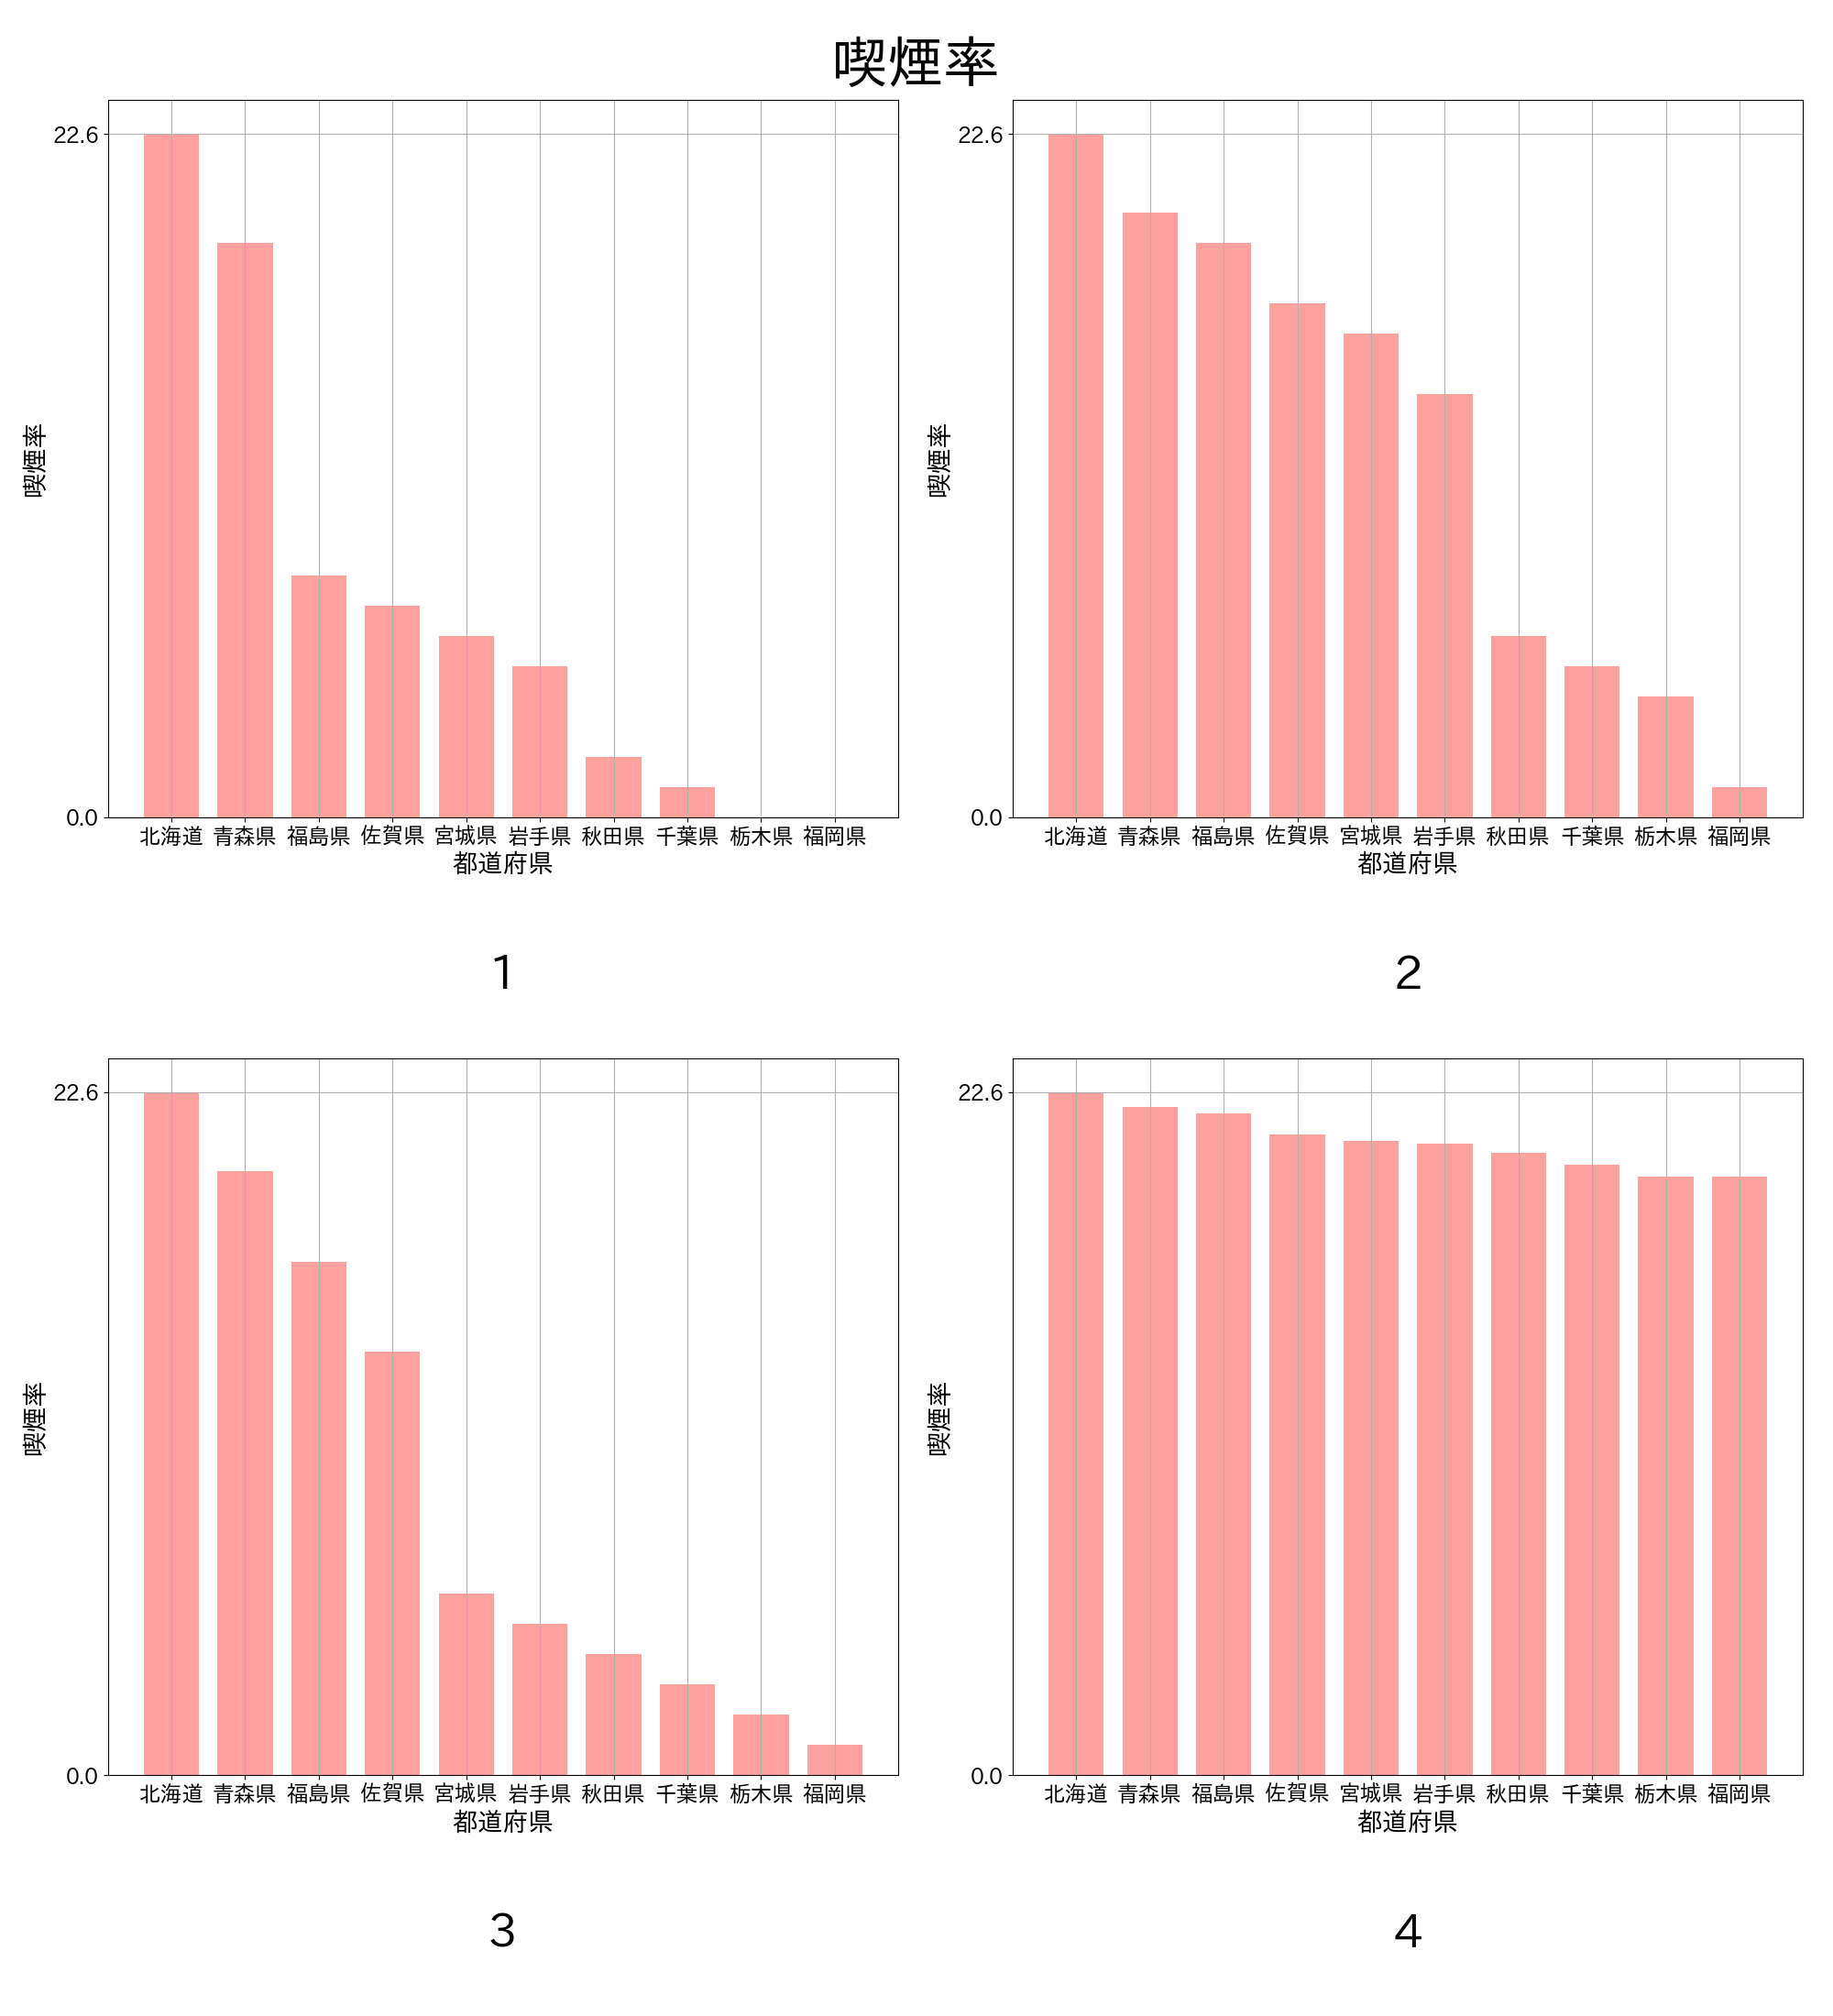 喫煙率
22.6
22.6
喫煙率
喫煙率
0.0
0.0
北海道 青森県 福島県 佐賀県 宮城県 岩手県 秋田県 千葉県 栃木県 福岡県
北海道 青森県 福島県 佐賀県 宮城県 岩手県 秋田県 千葉県 栃木県 福岡県
都道府県
都道府県
1
2
22.6
22.6
喫煙率
喫煙率
0.0
0.0
北海道 青森県 福島県 佐賀県 宮城県 岩手県 秋田県 千葉県 栃木県 福岡県
北海道 青森県 福島県 佐賀県 宮城県 岩手県 秋田県 千葉県 栃木県 福岡県
都道府県
都道府県
3
4